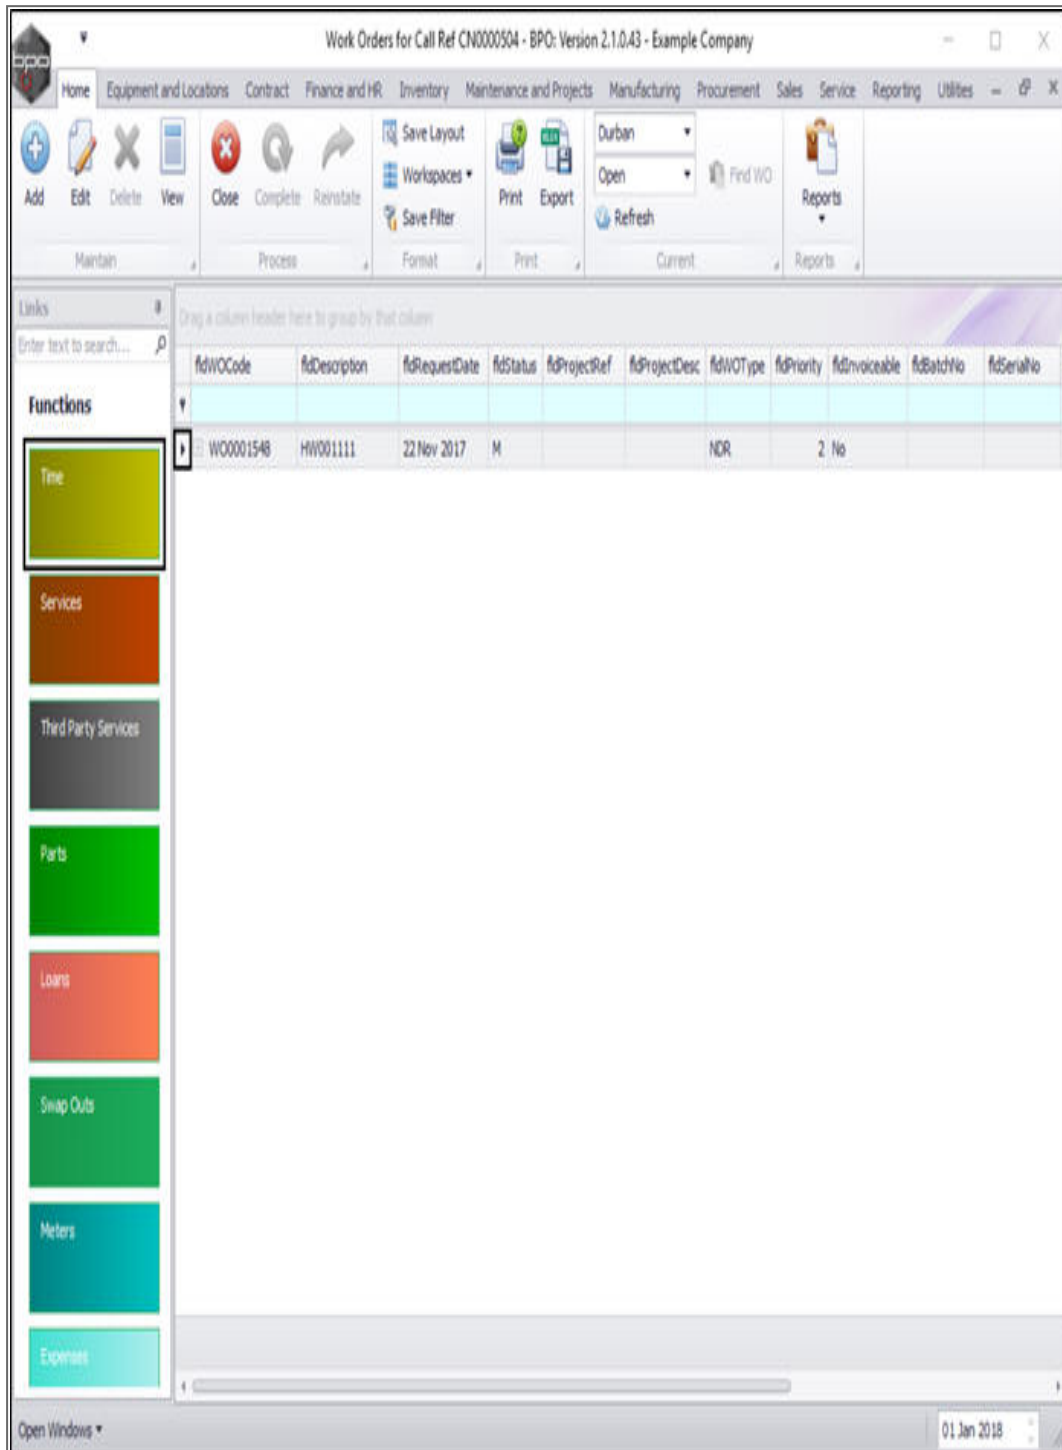 Work Orders for Call Ref CN0000504 - BPO: Version 2.1.0.43 - Example Company
bpo
Home Equipment and Locations Contract Finance and HR Inventory Maintenance and Projects Manufacturing Procurement Sales Service Reporting Utilities
Add Edit Delete View Close Complete Reinstate
Save Layout
Workspaces
Save Filter
Print Export
Durban
Open
Refresh
Find WO
Reports
Maintain Process Format Print Current Reports
Links
Enter text to search...
Drag a column header here to group by that column
fldWOCode fldDescription fldRequestDate fldStatus fldProjectRef fldProjectDesc fldWOType fldPriority fldInvoiceable fldBatchNo fldSerialNo
WO0001548 HW001111 22 Nov 2017 M NDR 2 No
Functions
Time
Services
Third Party Services
Parts
Loans
Swap Outs
Meters
Expenses
Open Windows
01 Jan 2018